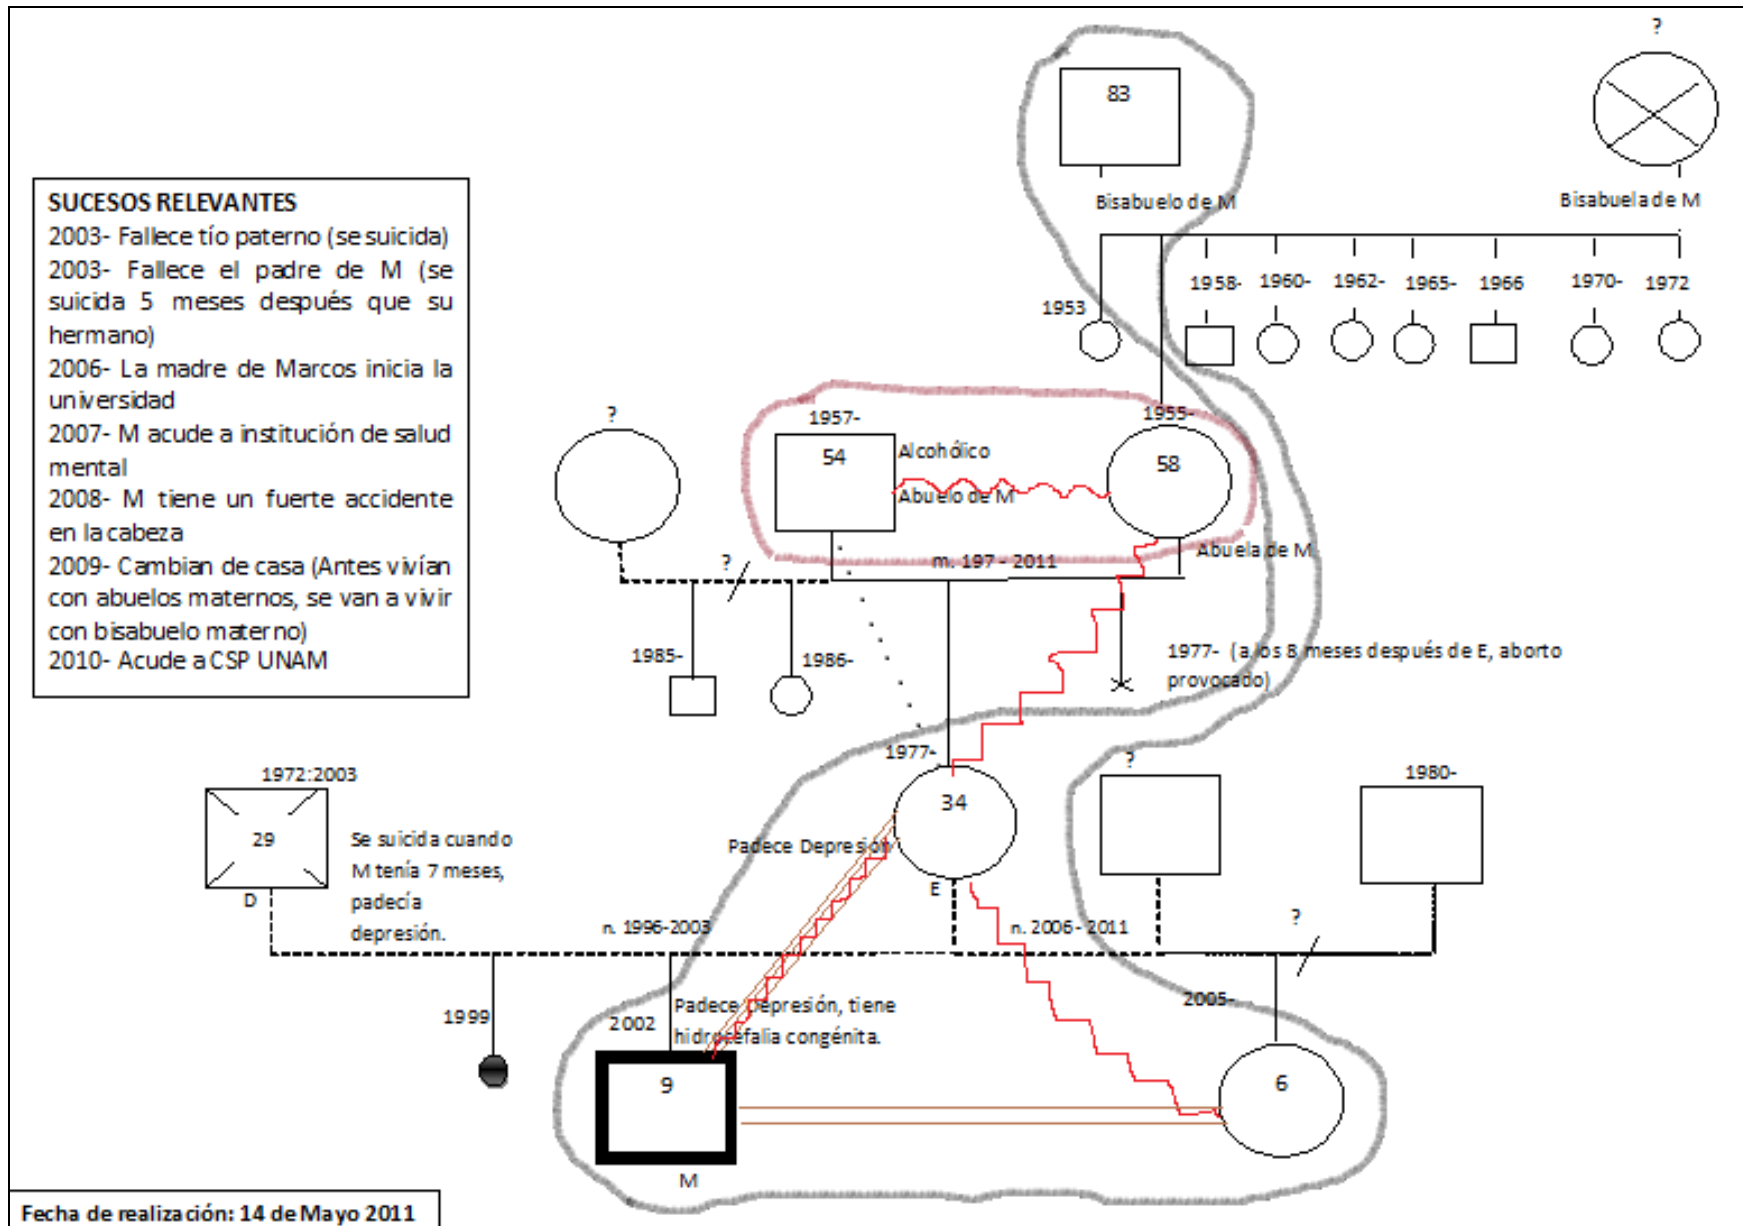 ?
83
Bisabuelo de M
Bisabuela de M
SUCESOS RELEVANTES
2003- Fallece tío paterno (se suicida)
2003- Fallece el padre de M (se
suicida 5 meses después que su
hermano)
2006- La madre de Marcos inicia la
universidad
2007- M acude a institución de salud
mental
2008- M tiene un fuerte accidente
en la cabeza
2009- Cambian de casa (Antes vivían
con abuelos maternos, se van a vivir
con bisabuelo materno)
2010- Acude a CSP UNAM
1953
1958-
1960-
1962-
1965-
1966
1970-
1972
?
1957-
1955-
54
Alcohólico
58
Abuelo de M
Abuela de M
?
m. 197 - 2011
1985-
1986-
1977- (a los 8 meses después de E, aborto
provocado)
1977-
?
1972:2003
1980-
34
29
Se suicida cuando
M tenía 7 meses,
padecía
depresión.
Padece Depresión
D
E
n. 1996-2003
n. 2006 - 2011
?
1999
2002
Padece Depresión, tiene
hidrocefalia congénita.
2005-
9
6
M
Fecha de realización: 14 de Mayo 2011